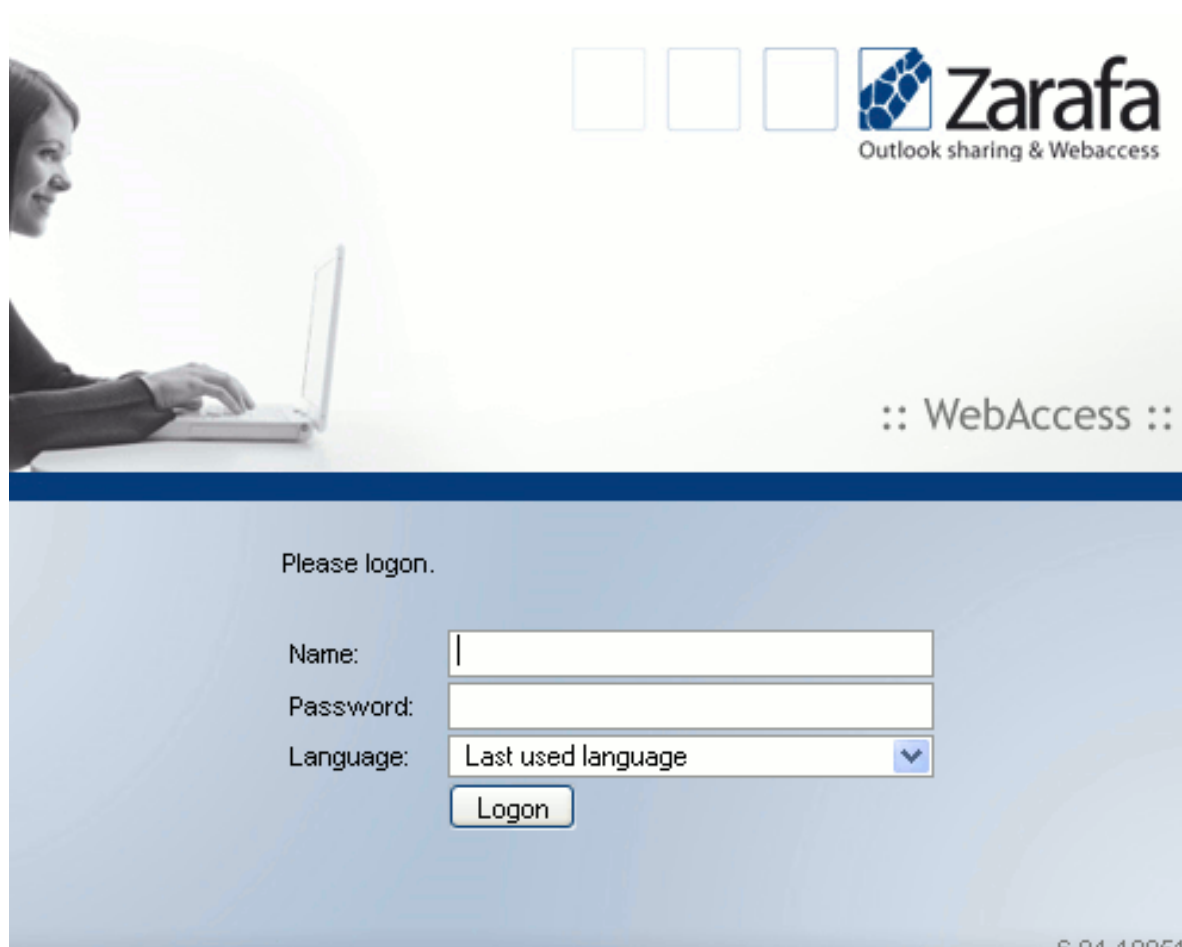 Zarafa
Outlook sharing & Webaccess
:: WebAccess ::
Please logon.
Name:
Password:
Language: Last used language
Logon